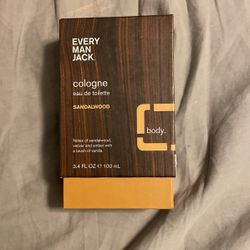 EVERY
MAN
JACK.
cologne
eau de toilette
SANDALWOOD
body.
Notes of sandalwood,
vetiver and amber with
a touch of vanilla.
3.4 FL OZ • 100 mL